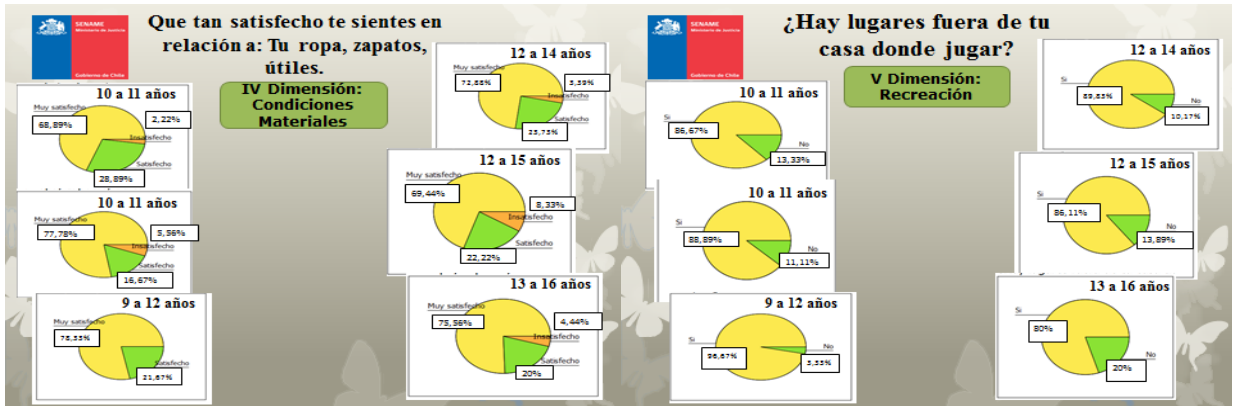 SENAME
Ministerio de Justicia
Gobierno de Chile
Que tan satisfecho te sientes en
relación a: Tu ropa, zapatos,
útiles.
IV Dimensión:
Condiciones
Materiales
10 a 11 años
Muy satisfecho
68,89%
2,22%
Insatisfecho
Satisfecho
28,89%
10 a 11 años
Muy satisfecho
77,78%
5,56%
Insatisfecho
Satisfecho
16,67%
9 a 12 años
Muy satisfecho
78,33%
Satisfecho
21,67%
12 a 14 años
Muy satisfecho
72,88%
3,39%
Insatisfecho
Satisfecho
23,73%
12 a 15 años
Muy satisfecho
69,44%
8,33%
Insatisfecho
Satisfecho
22,22%
13 a 16 años
Muy satisfecho
75,56%
4,44%
Insatisfecho
Satisfecho
20%
SENAME
Ministerio de Justicia
Gobierno de Chile
¿Hay lugares fuera de tu
casa donde jugar?
V Dimensión:
Recreación
10 a 11 años
Si
86,67%
No
13,33%
10 a 11 años
Si
88,89%
No
11,11%
9 a 12 años
Si
96,67%
No
3,33%
12 a 14 años
Si
89,83%
No
10,17%
12 a 15 años
Si
86,11%
No
13,89%
13 a 16 años
Si
80%
No
20%